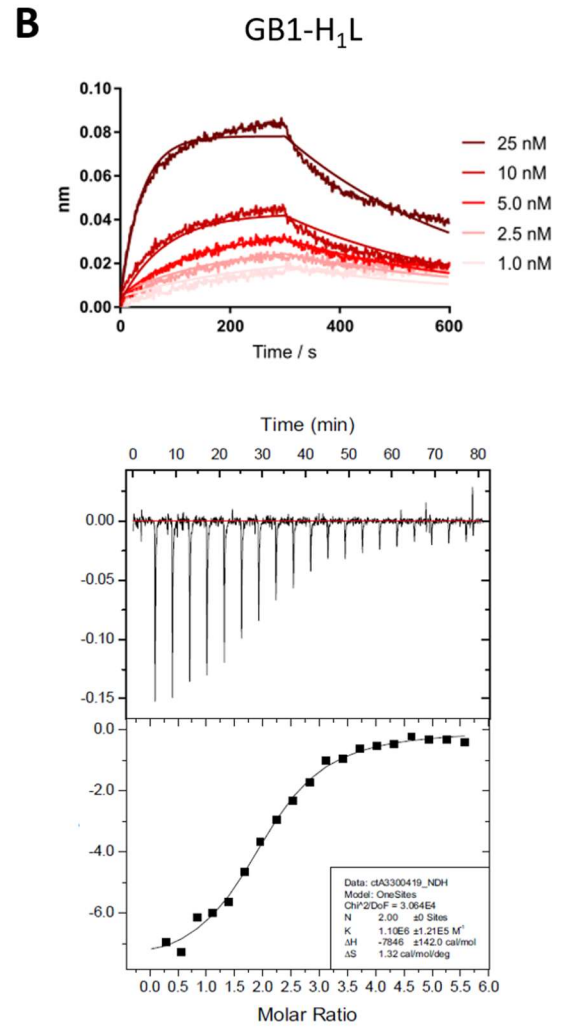 B
GB1-H₁L
0.10
0.08
0.06
0.04
0.02
0.00
nm
0 200 400 600
Time / s
25 nM
10 nM
5.0 nM
2.5 nM
1.0 nM
Time (min)
0 10 20 30 40 50 60 70 80
0.00
-0.05
-0.10
-0.15
0.0
-2.0
-4.0
-6.0
Data: ctA3300419_NDH
Model: OneSites
Chi^2/DoF = 3.064E4
N 2.00 ±0 Sites
K 1.10E6 ±1.21E5 M⁻¹
ΔH -7846 ±142.0 cal/mol
ΔS 1.32 cal/mol/deg
0.0 0.5 1.0 1.5 2.0 2.5 3.0 3.5 4.0 4.5 5.0 5.5 6.0
Molar Ratio